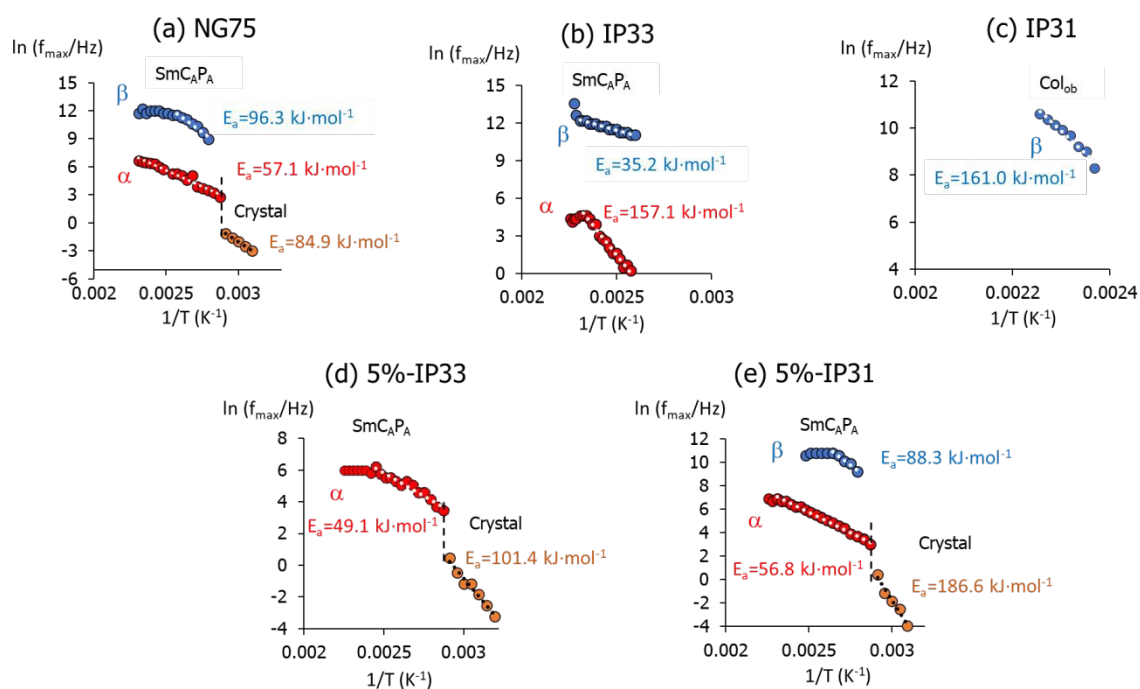 (a) NG75
ln (fmax/Hz)
SmCAPA
15
12
9
6
3
0
-3
-6
β
Ea=96.3 kJ·mol-1
Ea=57.1 kJ·mol-1
α
Crystal
Ea=84.9 kJ·mol-1
0.002 0.0025 0.003
1/T (K-1)
(b) IP33
ln (fmax/Hz)
SmCAPA
15
12
9
6
3
0
β
Ea=35.2 kJ·mol-1
α
Ea=157.1 kJ·mol-1
0.002 0.0025 0.003
1/T (K-1)
(c) IP31
ln (fmax/Hz)
Colob
12
10
8
6
4
β
Ea=161.0 kJ·mol-1
0.002 0.0022 0.0024
1/T (K-1)
(d) 5%-IP33
ln (fmax/Hz)
SmCAPA
8
6
4
2
0
-2
-4
α
Ea=49.1 kJ·mol-1
Crystal
Ea=101.4 kJ·mol-1
0.002 0.0025 0.003
1/T (K-1)
(e) 5%-IP31
ln (fmax/Hz)
SmCAPA
12
10
8
6
4
2
0
-2
-4
β
Ea=88.3 kJ·mol-1
α
Crystal
Ea=56.8 kJ·mol-1
Ea=186.6 kJ·mol-1
0.002 0.0025 0.003
1/T (K-1)